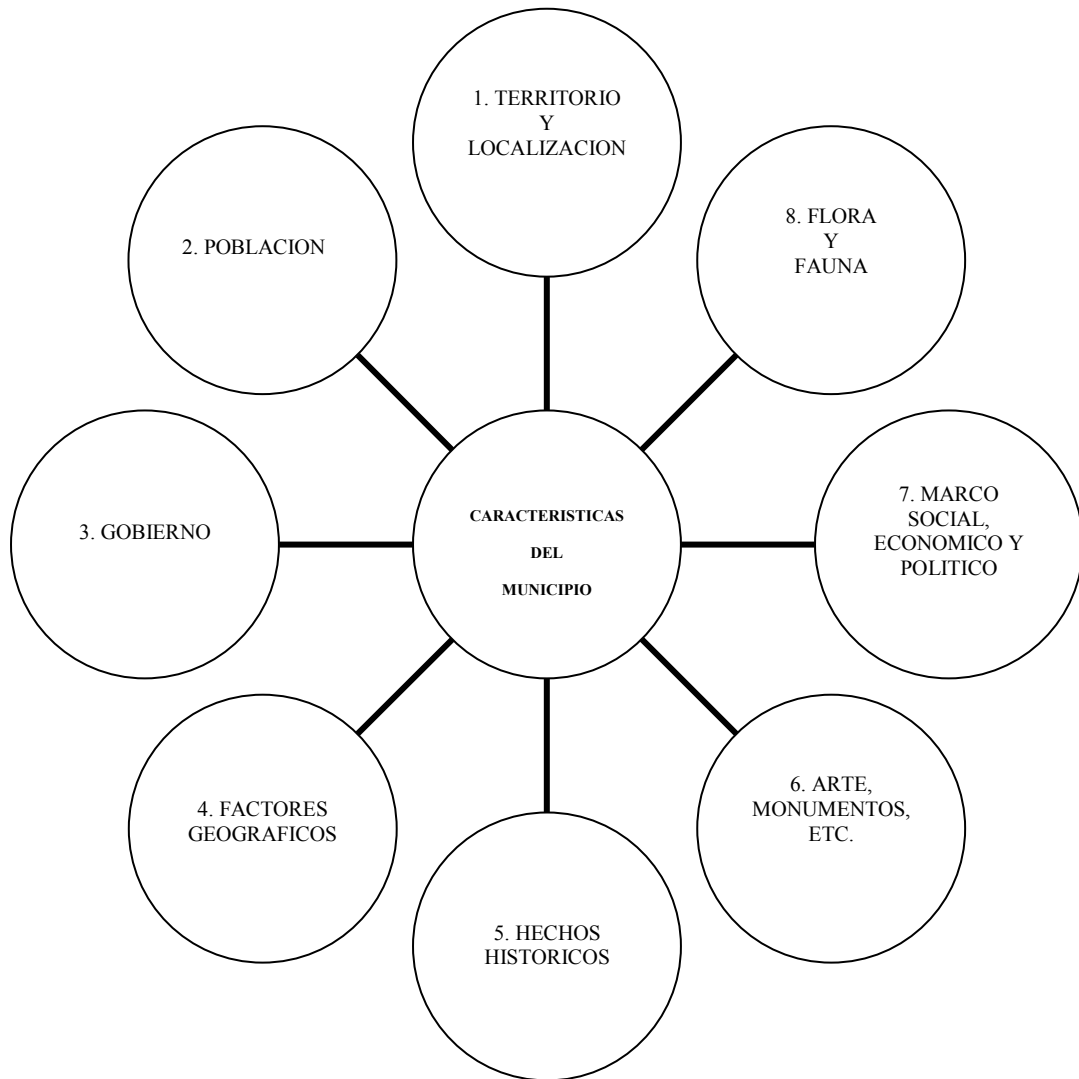 1. TERRITORIO
Y
LOCALIZACION
2. POBLACION
3. GOBIERNO
4. FACTORES
GEOGRAFICOS
5. HECHOS
HISTORICOS
6. ARTE,
MONUMENTOS,
ETC.
7. MARCO
SOCIAL,
ECONOMICO Y
POLITICO
8. FLORA
Y
FAUNA
CARACTERISTICAS
DEL
MUNICIPIO